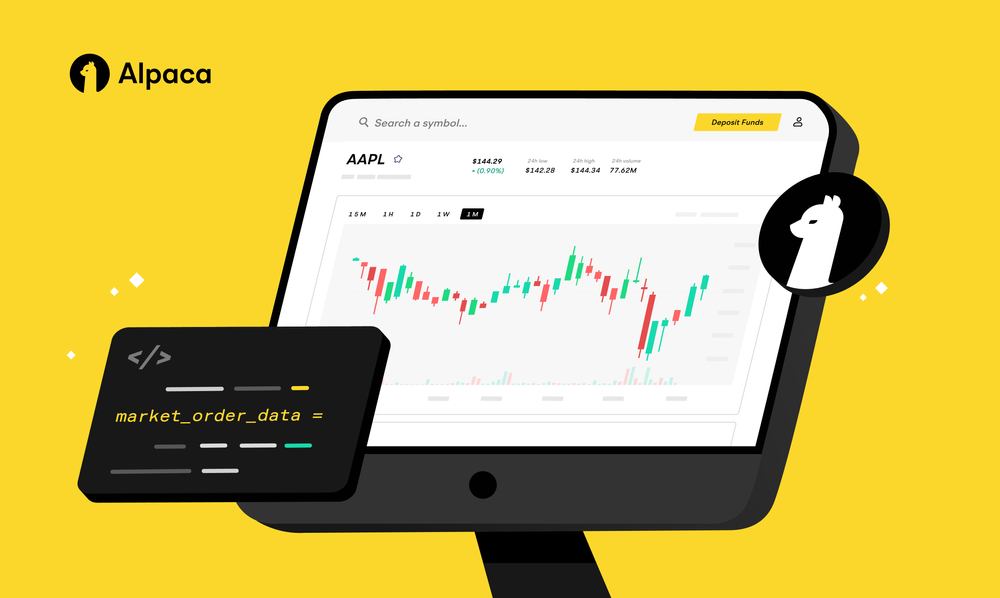 Alpaca
Search a symbol...
Deposit Funds
AAPL
$144.29
(0.90%)
24h low
$142.28
24h high
$144.34
24h volume
77.62M
15M 1H 1D 1W 1M
</>
market_order_data =